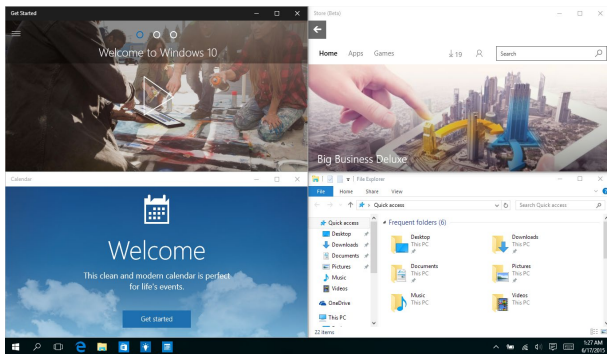 Get Started
Welcome to Windows 10
Store (Beta)
Home Apps Games 19 Search
Big Business Deluxe
Calendar
Welcome
This clean and modern calendar is perfect
for life's events.
Get started
File Explorer
File Home Share View
Quick access
Search Quick access
Quick access
Desktop
Downloads
Documents
Pictures
Music
Videos
OneDrive
This PC
Frequent folders (6)
Desktop
This PC
Downloads
This PC
Documents
This PC
Pictures
This PC
Music
This PC
Videos
This PC
22 items
1:27 AM
6/17/2015